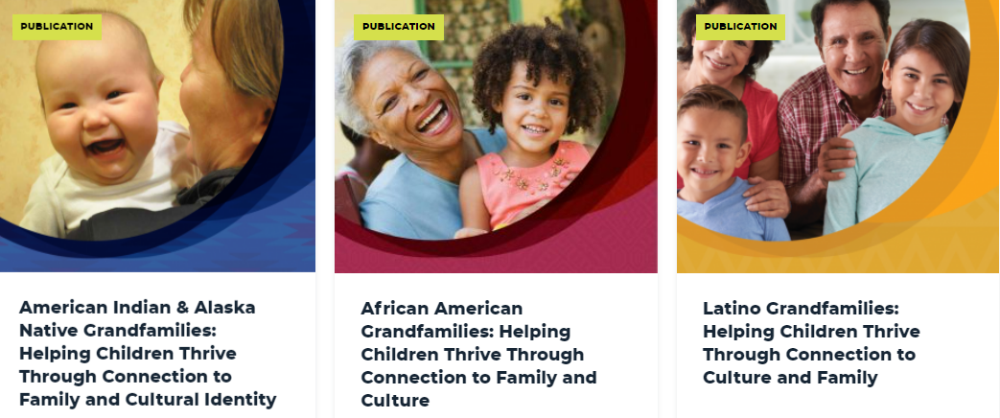 PUBLICATION
American Indian & Alaska
Native Grandfamilies:
Helping Children Thrive
Through Connection to
Family and Cultural Identity
PUBLICATION
African American
Grandfamilies: Helping
Children Thrive Through
Connection to Family and
Culture
PUBLICATION
Latino Grandfamilies:
Helping Children Thrive
Through Connection to
Culture and Family